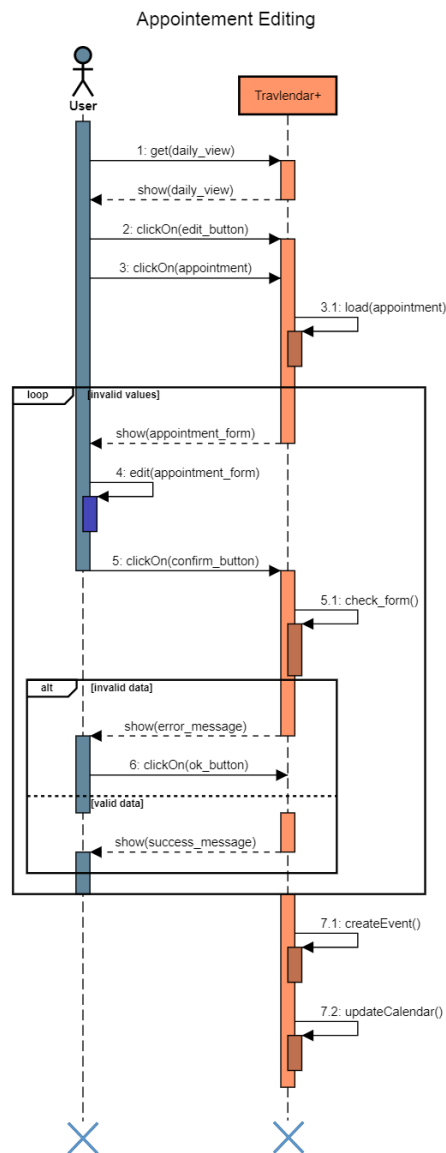 Appointement Editing
User
Travlendar+
1: get(daily_view)
show(daily_view)
2: clickOn(edit_button)
3: clickOn(appointment)
3.1: load(appointment)
loop
[invalid values]
show(appointment_form)
4: edit(appointment_form)
5: clickOn(confirm_button)
5.1: check_form()
alt
[invalid data]
show(error_message)
6: clickOn(ok_button)
[valid data]
show(success_message)
7.1: createEvent()
7.2: updateCalendar()